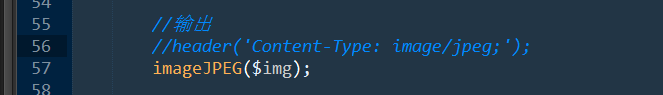 54
55 //输出
56 //header('Content-Type: image/jpeg;');
57 imageJPEG($img);
58